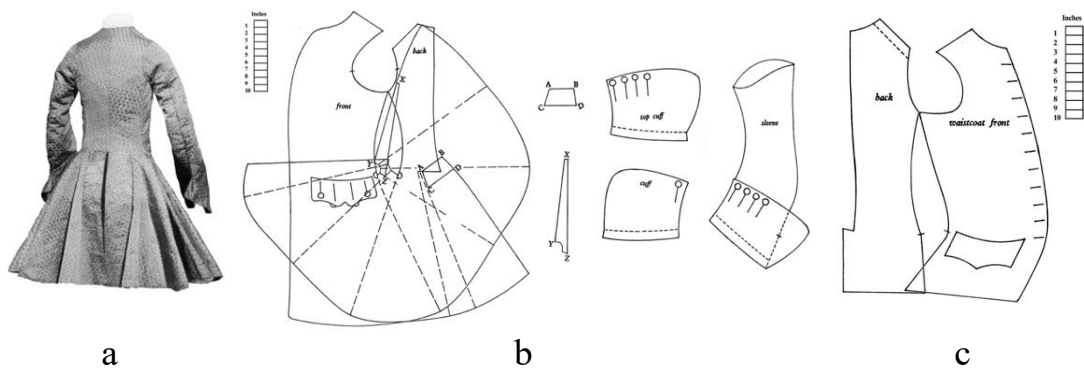 Inches
1
2
3
4
5
6
7
8
9
10
front
back
X
Y
Z
A
B
C
D
A B
C D
X
Y
Z
top cuff
cuff
sleeve
back
waistcoat front
Inches
1
2
3
4
5
6
7
8
9
10
a
b
c